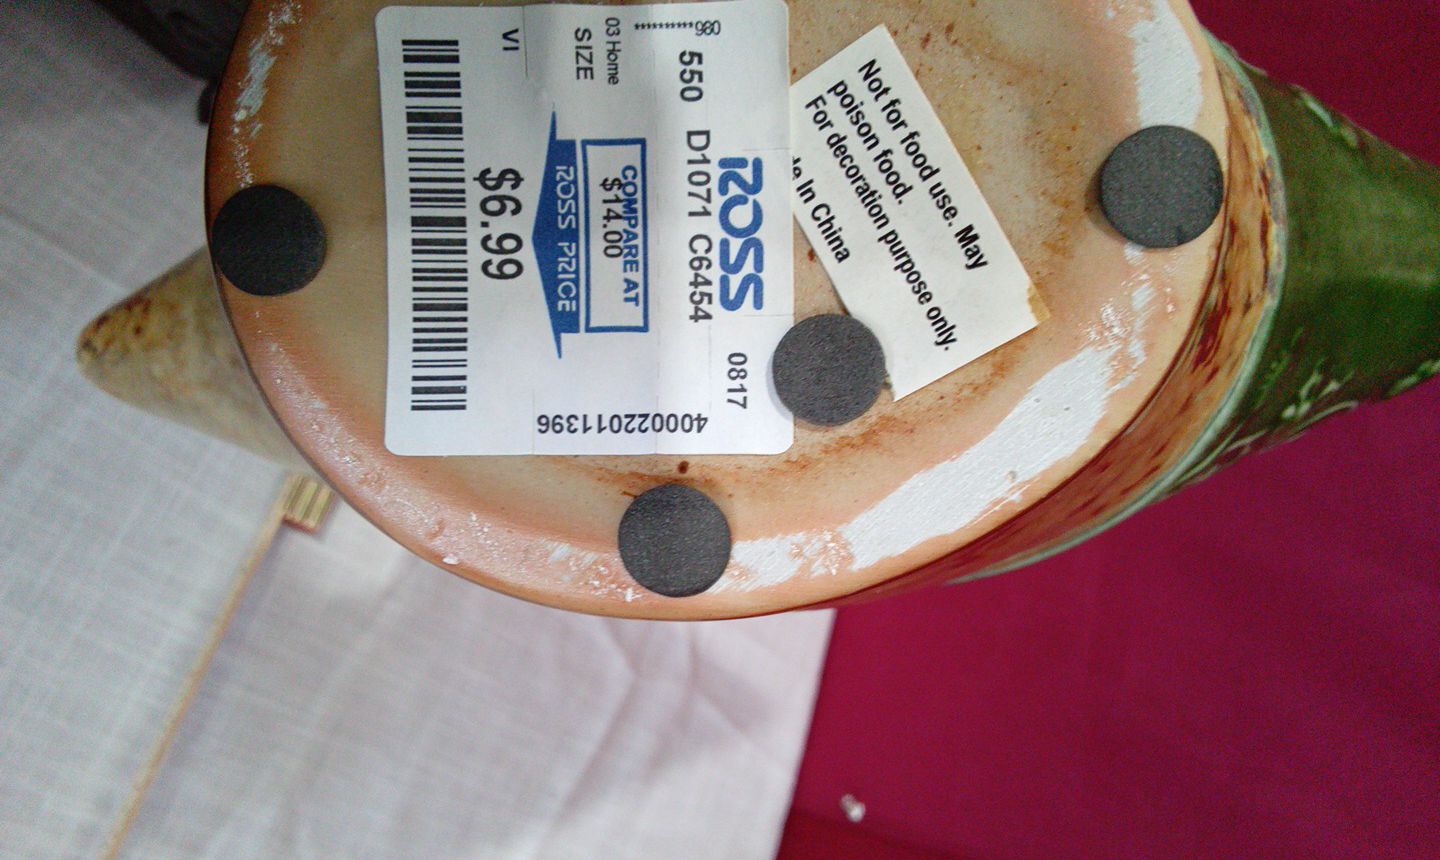 ROSS
550 D1071 C6454 0817
**********980
03 Home
SIZE
COMPARE AT
$14.00
ROSS PRICE
$6.99
VI
400022011396
Not for food use. May
poison food.
For decoration purpose only.
In China